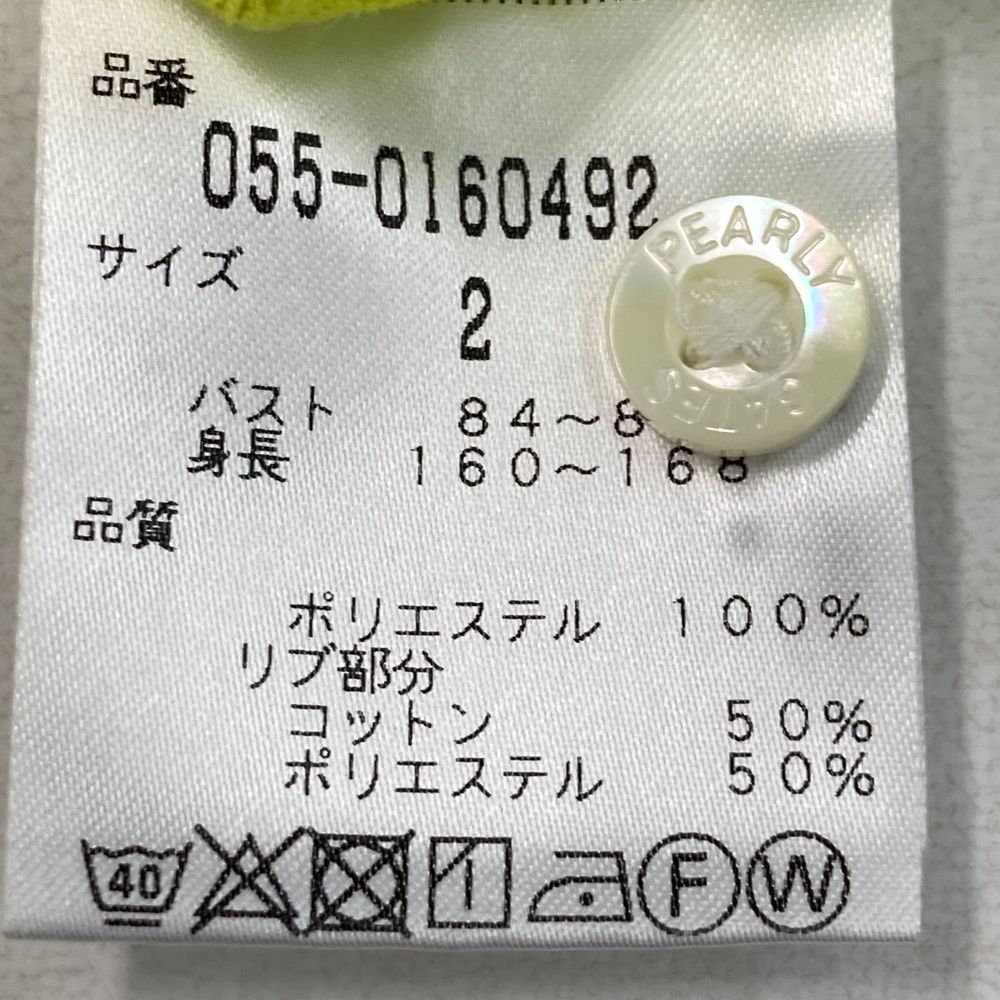 品番
055-0160492
サイズ
2
バスト 84～8
身長 160～168
品質
ポリエステル 100%
リブ部分
コットン 50%
ポリエステル 50%
40
F
W
PEARLY
GATES